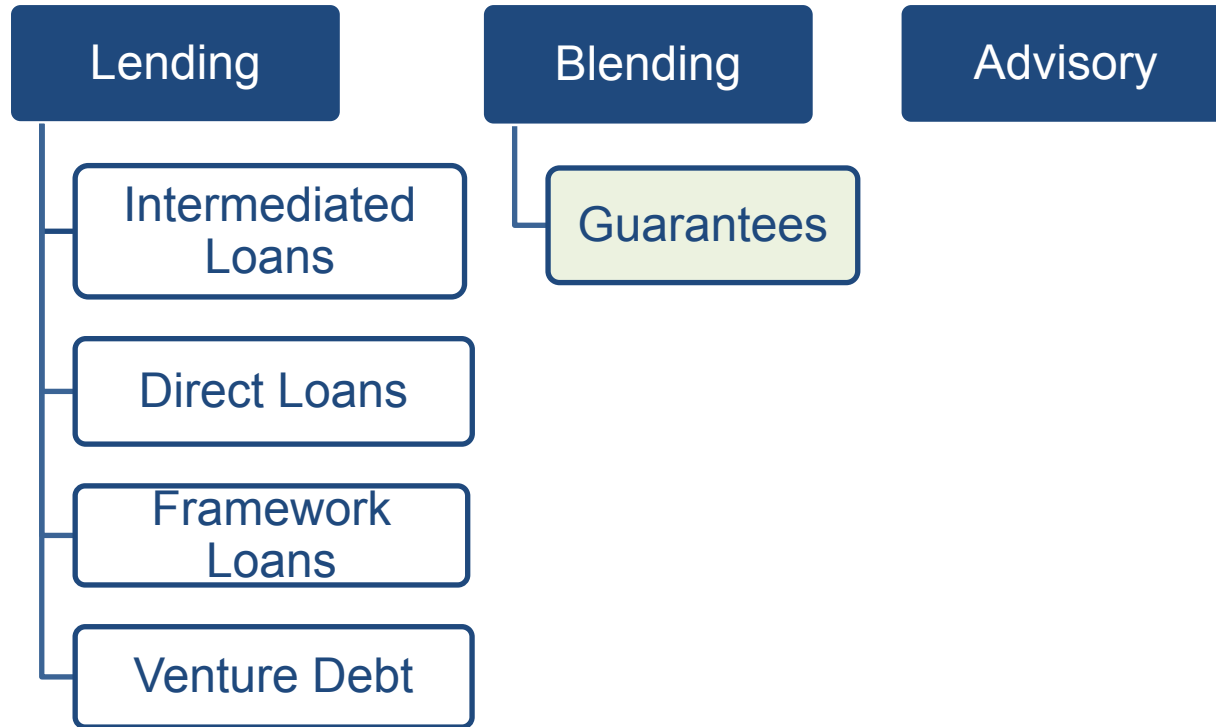 Lending
Intermediated
Loans
Direct Loans
Framework
Loans
Venture Debt
Blending
Guarantees
Advisory